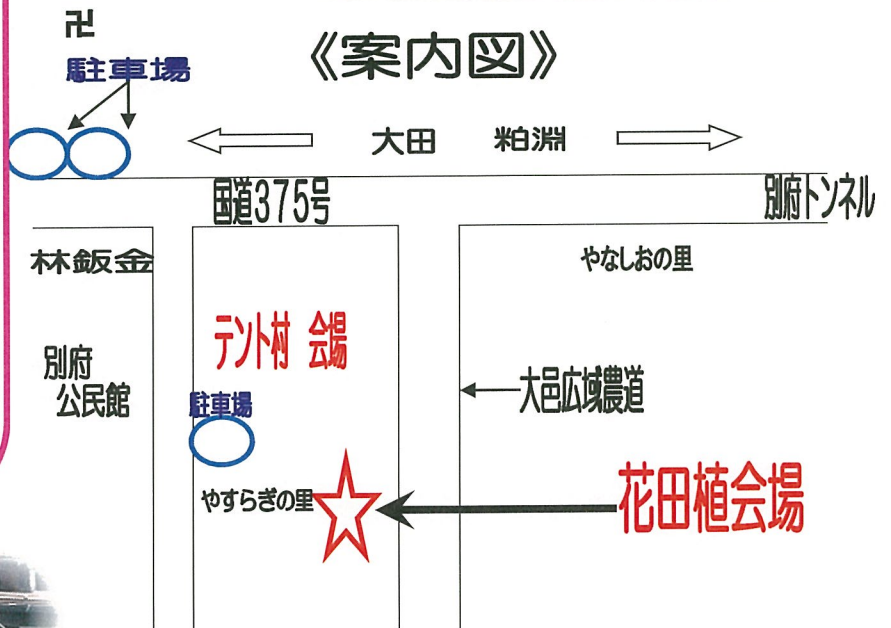 卍
《案内図》
駐車場
大田 粕淵
国道375号
別府トンネル
林鈑金
やなしおの里
テント村 会場
別府
公民館
駐車場
大邑広域農道
やすらぎの里
花田植会場